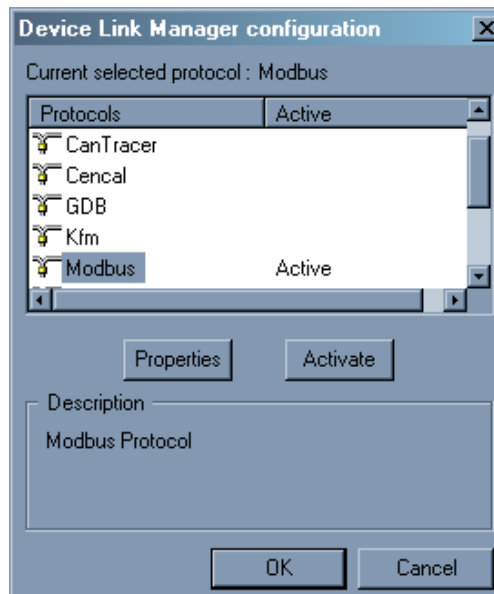 Device Link Manager configuration
Current selected protocol : Modbus
Protocols Active
CanTracer
Cencal
GDB
Kfm
Modbus Active
Properties Activate
Description
Modbus Protocol
OK Cancel